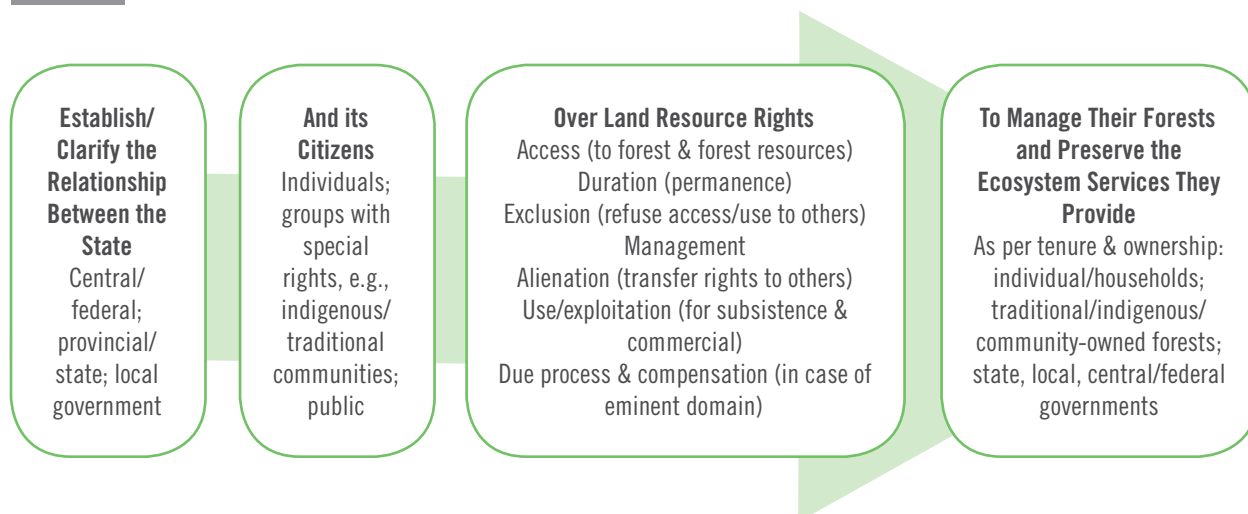 Establish/
Clarify the
Relationship
Between the
State
Central/
federal;
provincial/
state; local
government
And its
Citizens
Individuals;
groups with
special
rights, e.g.,
indigenous/
traditional
communities;
public
Over Land Resource Rights
Access (to forest & forest resources)
Duration (permanence)
Exclusion (refuse access/use to others)
Management
Alienation (transfer rights to others)
Use/exploitation (for subsistence &
commercial)
Due process & compensation (in case of
eminent domain)
To Manage Their Forests
and Preserve the
Ecosystem Services They
Provide
As per tenure & ownership:
individual/households;
traditional/indigenous/
community-owned forests;
state, local, central/federal
governments